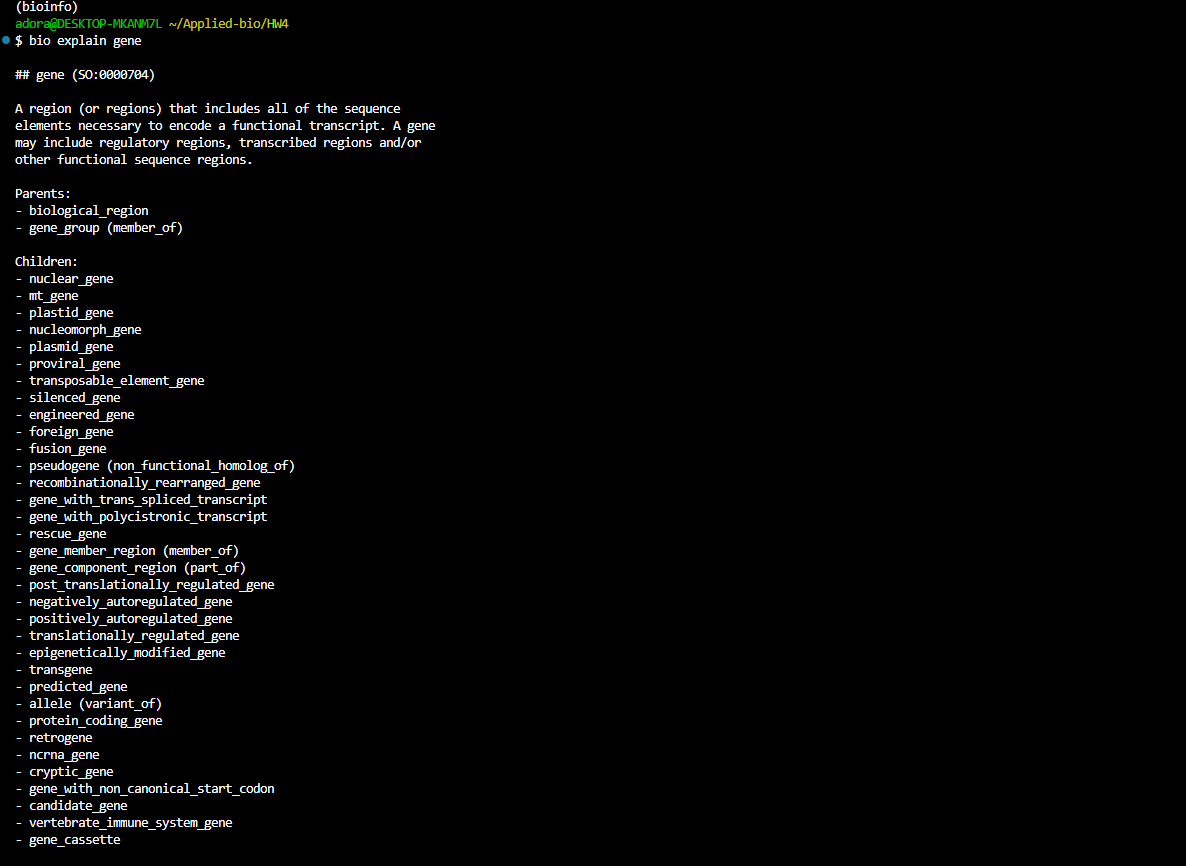 (bioinfo)
adora@DESKTOP-MKANM7L ~/Applied-bio/HW4
$ bio explain gene
## gene (SO:0000704)
A region (or regions) that includes all of the sequence
elements necessary to encode a functional transcript. A gene
may include regulatory regions, transcribed regions and/or
other functional sequence regions.
Parents:
- biological_region
- gene_group (member_of)
Children:
- nuclear_gene
- mt_gene
- plastid_gene
- nucleomorph_gene
- plasmid_gene
- proviral_gene
- transposable_element_gene
- silenced_gene
- engineered_gene
- foreign_gene
- fusion_gene
- pseudogene (non_functional_homolog_of)
- recombinationally_rearranged_gene
- gene_with_trans_spliced_transcript
- gene_with_polycistronic_transcript
- rescue_gene
- gene_member_region (member_of)
- gene_component_region (part_of)
- post_translationally_regulated_gene
- negatively_autoregulated_gene
- positively_autoregulated_gene
- translationally_regulated_gene
- epigenetically_modified_gene
- transgene
- predicted_gene
- allele (variant_of)
- protein_coding_gene
- retrogene
- ncrna_gene
- cryptic_gene
- gene_with_non_canonical_start_codon
- candidate_gene
- vertebrate_immune_system_gene
- gene_cassette